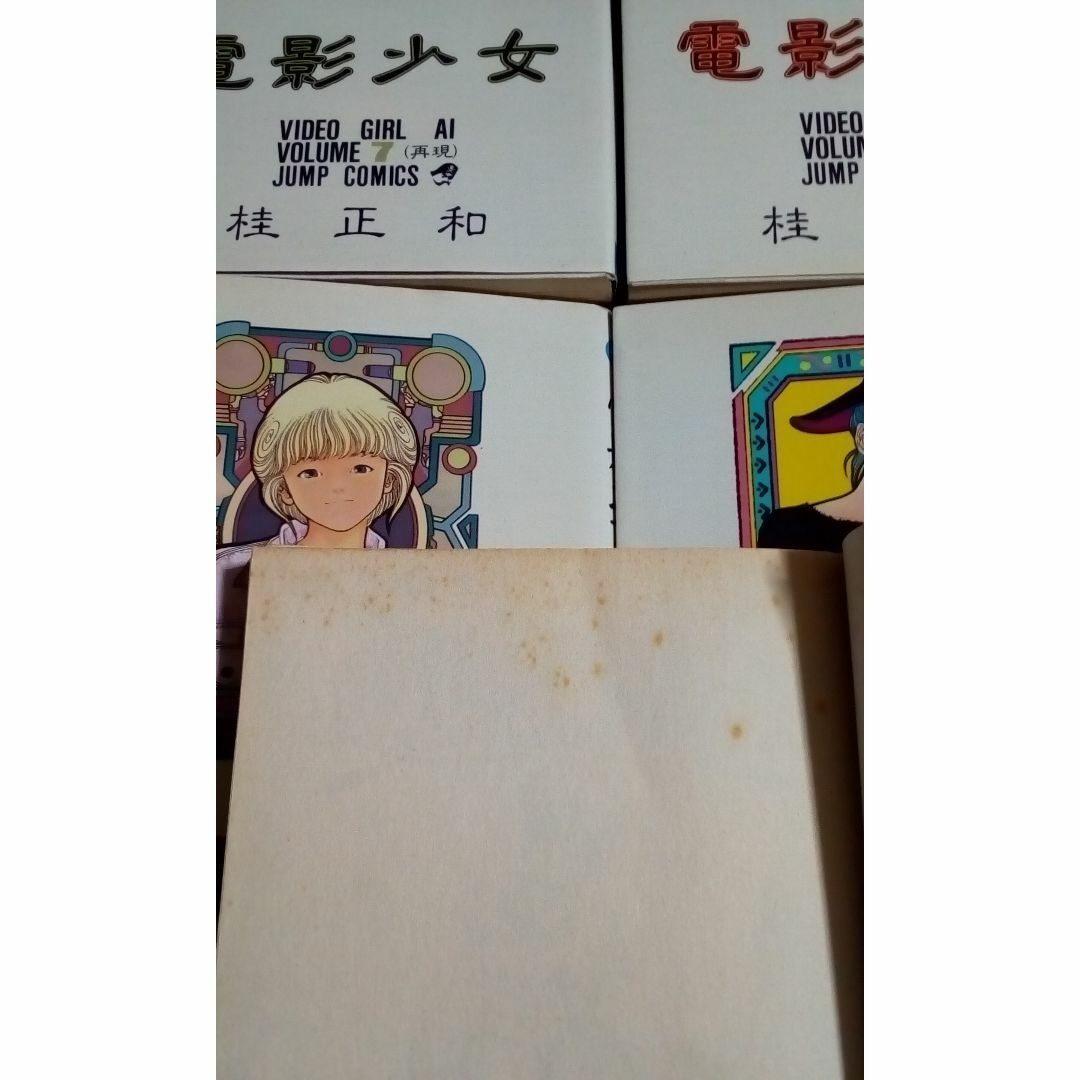 電影少女
VIDEO GIRL AI
VOLUME 7 (再現)
JUMP COMICS
桂 正 和
電影
VIDEO
VOLUM
JUMP
桂